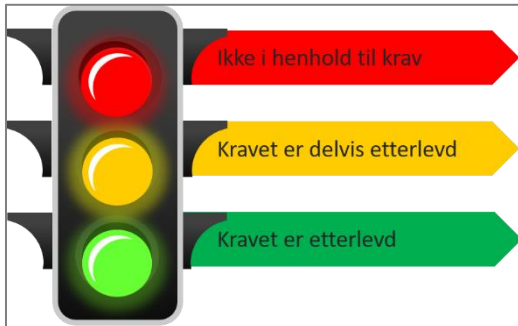 Ikke i henhold til krav
Kravet er delvis etterlevd
Kravet er etterlevd